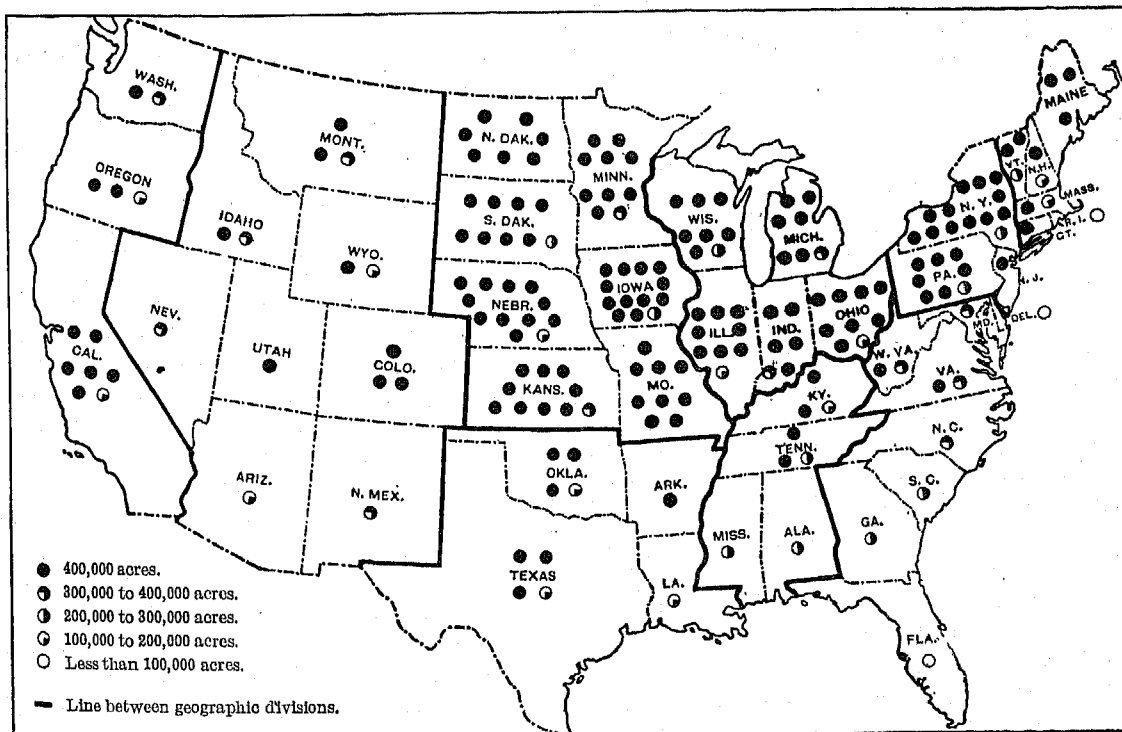 WASH.
MONT.
N. DAK.
MINN.
MAINE
OREGON
IDAHO
S. DAK.
WIS.
MICH.
VT.
N.H.
N. Y.
MASS.
R. I.
CT.
WYO.
NEBR.
IOWA
PA.
N. J.
NEV.
UTAH
COLO.
ILL.
IND.
OHIO
MD.
DEL.
CAL.
KANS.
MO.
W. VA.
VA.
KY.
N. C.
ARIZ.
N. MEX.
OKLA.
ARK.
TENN.
S. C.
MISS.
ALA.
GA.
TEXAS
LA.
FLA.
400,000 acres.
300,000 to 400,000 acres.
200,000 to 300,000 acres.
100,000 to 200,000 acres.
Less than 100,000 acres.
Line between geographic divisions.